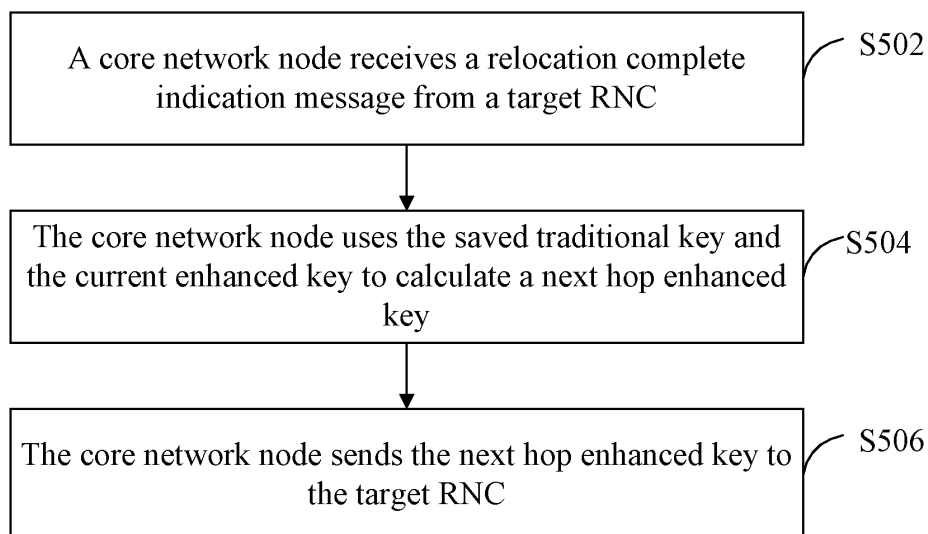 A core network node receives a relocation complete
indication message from a target RNC
S502
The core network node uses the saved traditional key and
the current enhanced key to calculate a next hop enhanced
key
S504
The core network node sends the next hop enhanced key to
the target RNC
S506